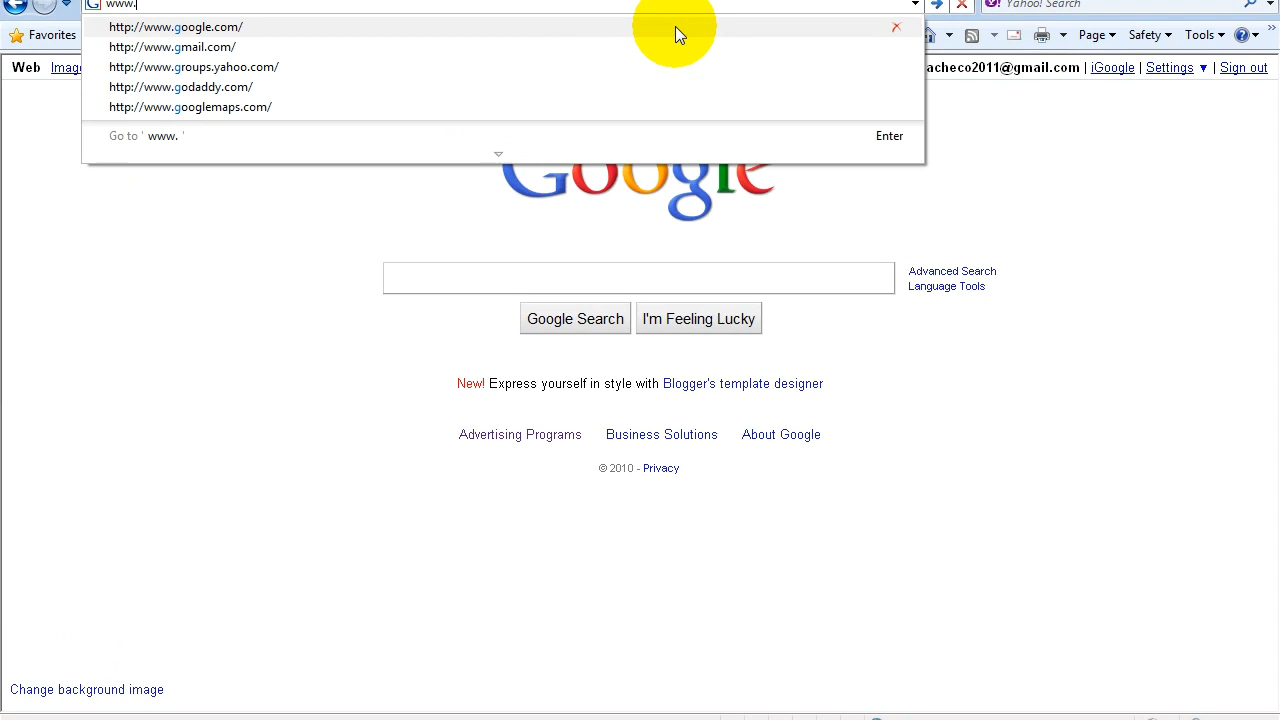 www.
Yahoo! Search
http://www.google.com/
http://www.gmail.com/
http://www.groups.yahoo.com/
http://www.godaddy.com/
http://www.googlemaps.com/
Go to ' www. ' Enter
Favorites
Page Safety Tools
Web
pacheco2011@gmail.com | iGoogle | Settings ▼ | Sign out
Google
Advanced Search
Language Tools
Google Search I'm Feeling Lucky
New! Express yourself in style with Blogger's template designer
Advertising Programs Business Solutions About Google
© 2010 - Privacy
Change background image